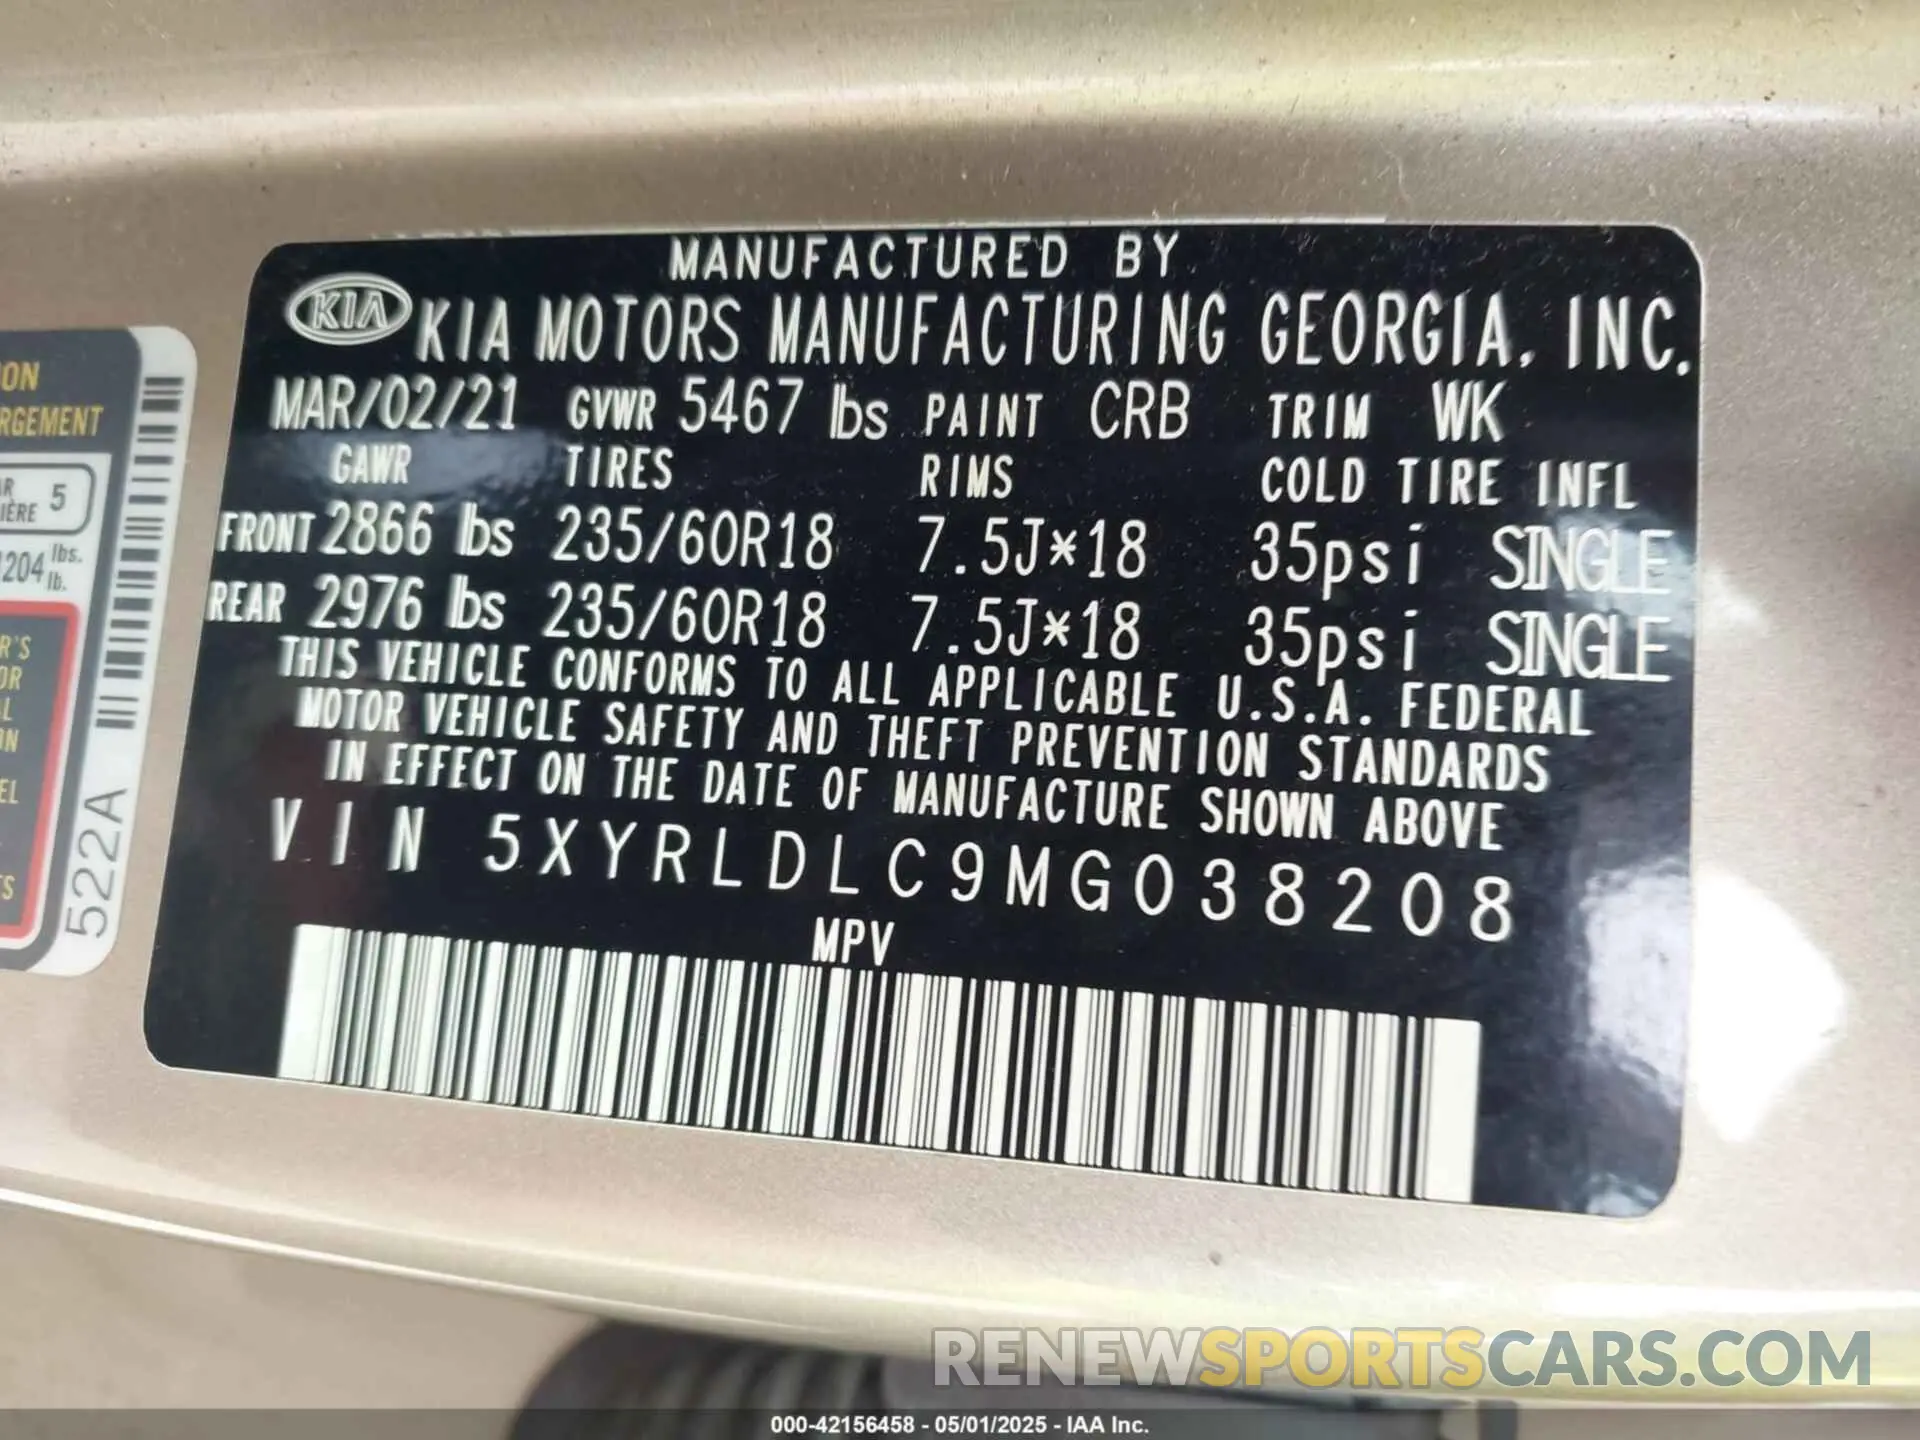 MANUFACTURED BY
KIA KIA MOTORS MANUFACTURING GEORGIA, INC.
MAR/02/21 GVWR 5467 lbs PAINT CRB TRIM WK
GAWR TIRES RIMS COLD TIRE INFL
FRONT 2866 lbs 235/60R18 7.5J*18 35psi SINGLE
REAR 2976 lbs 235/60R18 7.5J*18 35psi SINGLE
THIS VEHICLE CONFORMS TO ALL APPLICABLE U.S.A. FEDERAL
MOTOR VEHICLE SAFETY AND THEFT PREVENTION STANDARDS
IN EFFECT ON THE DATE OF MANUFACTURE SHOWN ABOVE
VIN 5XYRLDLC9MG038208
MPV
5
lbs.
lb.
522A
RENEWSPORTSCARS.COM
000-42156458 - 05/01/2025 - IAA Inc.